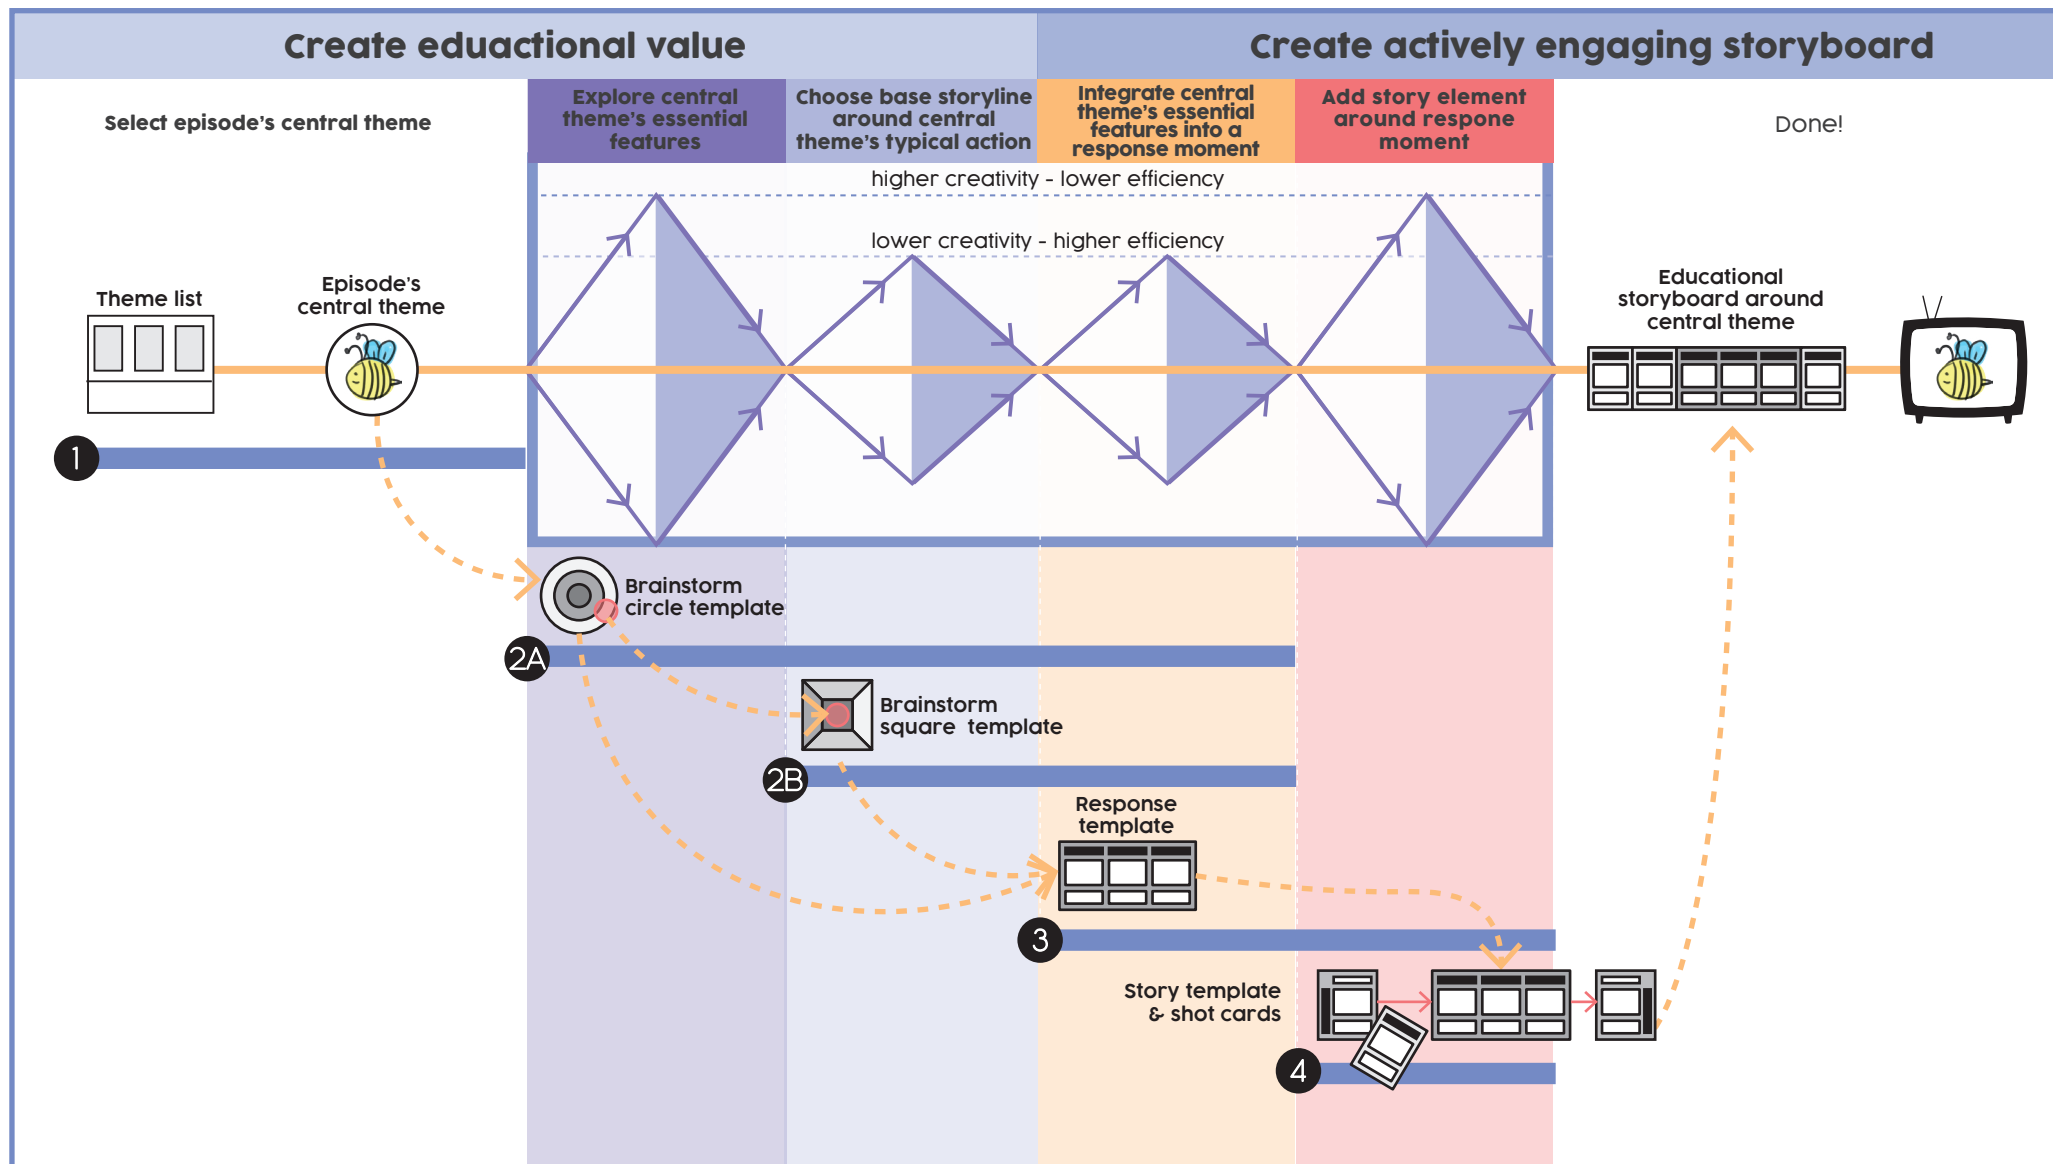 Create eduactional value
Create actively engaging storyboard
Select episode's central theme
Explore central
theme's essential
features
Choose base storyline
around central
theme's typical action
Integrate central
theme's essential
features into a
response moment
Add story element
around respone
moment
Done!
higher creativity - lower efficiency
lower creativity - higher efficiency
Theme list
Episode's
central theme
Educational
storyboard around
central theme
1
Brainstorm
circle template
2A
Brainstorm
square template
2B
Response
template
3
Story template
& shot cards
4